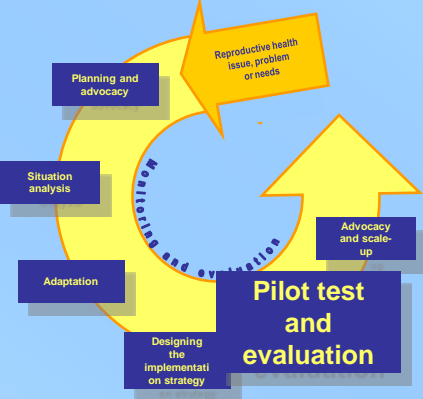 Reproductive health
issue, problem
or needs
Planning and
advocacy
Situation
analysis
Adaptation
Designing
the
implementati
on strategy
Pilot test
and
evaluation
Advocacy
and scale-
up
Monitoring and evaluation